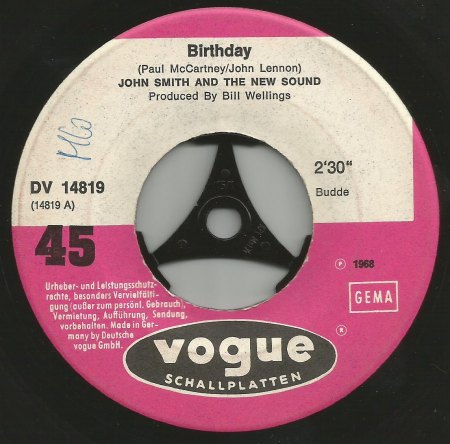 Birthday
(Paul McCartney/John Lennon)
JOHN SMITH AND THE NEW SOUND
Produced By Bill Wellings
DV 14819
(14819 A)
2'30"
Budde
45
℗ 1968
GEMA
Urheber- und Leistungsschutz-
rechte, besonders Vervielfälti-
gung (außer zum persönl. Gebrauch),
Vermietung, Aufführung, Sendung,
vorbehalten. Made in Ger-
many by Deutsche
vogue GmbH.
®
vogue
SCHALLPLATTEN